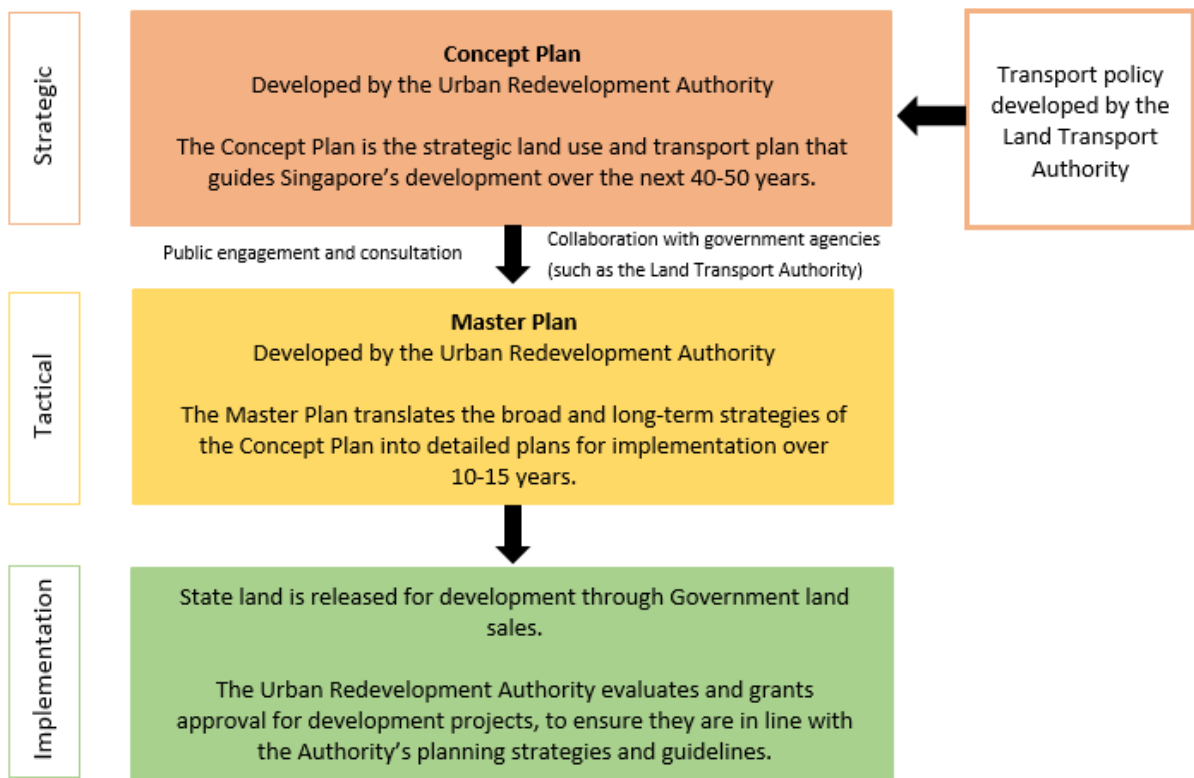 Strategic
Concept Plan
Developed by the Urban Redevelopment Authority
The Concept Plan is the strategic land use and transport plan that
guides Singapore's development over the next 40-50 years.
Transport policy
developed by the
Land Transport
Authority
Public engagement and consultation
Collaboration with government agencies
(such as the Land Transport Authority)
Tactical
Master Plan
Developed by the Urban Redevelopment Authority
The Master Plan translates the broad and long-term strategies of
the Concept Plan into detailed plans for implementation over
10-15 years.
Implementation
State land is released for development through Government land
sales.
The Urban Redevelopment Authority evaluates and grants
approval for development projects, to ensure they are in line with
the Authority's planning strategies and guidelines.